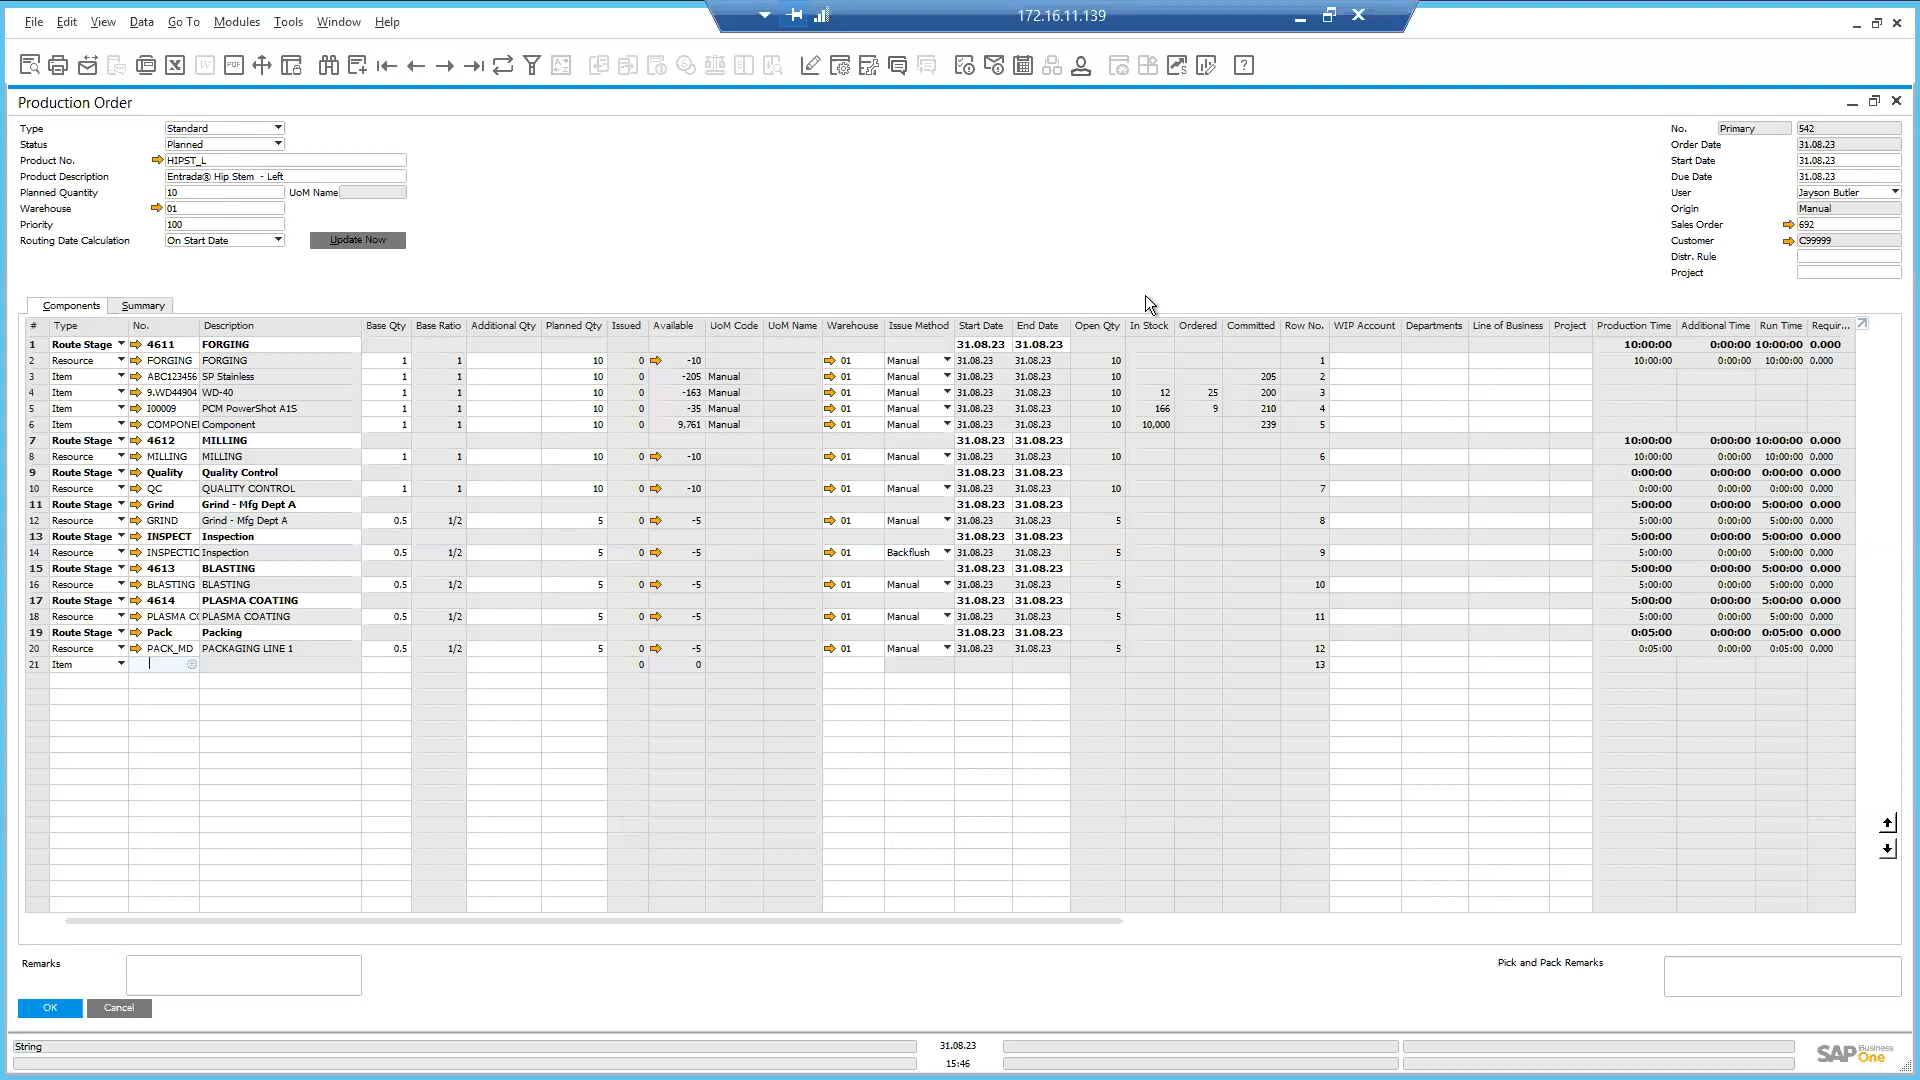 172.16.11.139
File Edit View Data Go To Modules Tools Window Help
Production Order
Type Standard
Status Planned
Product No. HIPST_L
Product Description Entrada® Hip Stem - Left
Planned Quantity 10 UoM Name
Warehouse 01
Priority 100
Routing Date Calculation On Start Date Update Now
No. Primary 542
Order Date 31.08.23
Start Date 31.08.23
Due Date 31.08.23
User Jayson Butler
Origin Manual
Sales Order 692
Customer C99999
Distr. Rule
Project
Components Summary
# Type No. Description Base Qty Base Ratio Additional Qty Planned Qty Issued Available UoM Code UoM Name Warehouse Issue Method Start Date End Date Open Qty In Stock Ordered Committed Row No. WIP Account Departments Line of Business Project Production Time Additional Time Run Time Requir...
1 Route Stage 4611 FORGING 31.08.23 31.08.23 10:00:00 0:00:00 10:00:00 0.000
2 Resource FORGING FORGING 1 1 10 0 -10 01 Manual 31.08.23 31.08.23 10 1 10:00:00 0:00:00 10:00:00 0.000
3 Item ABC123456 SP Stainless 1 1 10 0 -205 Manual 01 Manual 31.08.23 31.08.23 10 205 2
4 Item 9.WD44904 WD-40 1 1 10 0 -163 Manual 01 Manual 31.08.23 31.08.23 10 12 25 200 3
5 Item I00009 PCM PowerShot A1S 1 1 10 0 -35 Manual 01 Manual 31.08.23 31.08.23 10 166 9 210 4
6 Item COMPONE Component 1 1 10 0 9,761 Manual 01 Manual 31.08.23 31.08.23 10 10,000 239 5
7 Route Stage 4612 MILLING 31.08.23 31.08.23 10:00:00 0:00:00 10:00:00 0.000
8 Resource MILLING MILLING 1 1 10 0 -10 01 Manual 31.08.23 31.08.23 10 6 10:00:00 0:00:00 10:00:00 0.000
9 Route Stage Quality Quality Control 31.08.23 31.08.23 0:00:00 0:00:00 0:00:00 0.000
10 Resource QC QUALITY CONTROL 1 1 10 0 -10 01 Manual 31.08.23 31.08.23 10 7 0:00:00 0:00:00 0:00:00 0.000
11 Route Stage Grind Grind - Mfg Dept A 31.08.23 31.08.23 5:00:00 0:00:00 5:00:00 0.000
12 Resource GRIND Grind - Mfg Dept A 0.5 1/2 5 0 -5 01 Manual 31.08.23 31.08.23 5 8 5:00:00 0:00:00 5:00:00 0.000
13 Route Stage INSPECT Inspection 31.08.23 31.08.23 5:00:00 0:00:00 5:00:00 0.000
14 Resource INSPECTIC Inspection 0.5 1/2 5 0 -5 01 Backflush 31.08.23 31.08.23 5 9 5:00:00 0:00:00 5:00:00 0.000
15 Route Stage 4613 BLASTING 31.08.23 31.08.23 5:00:00 0:00:00 5:00:00 0.000
16 Resource BLASTING BLASTING 0.5 1/2 5 0 -5 01 Manual 31.08.23 31.08.23 5 10 5:00:00 0:00:00 5:00:00 0.000
17 Route Stage 4614 PLASMA COATING 31.08.23 31.08.23 5:00:00 0:00:00 5:00:00 0.000
18 Resource PLASMA CO PLASMA COATING 0.5 1/2 5 0 -5 01 Manual 31.08.23 31.08.23 5 11 5:00:00 0:00:00 5:00:00 0.000
19 Route Stage Pack Packing 31.08.23 31.08.23 0:05:00 0:00:00 0:05:00 0.000
20 Resource PACK_MD PACKAGING LINE 1 0.5 1/2 5 0 -5 01 Manual 31.08.23 31.08.23 5 12 0:05:00 0:00:00 0:05:00 0.000
21 Item 0 0 13
Remarks
Pick and Pack Remarks
OK Cancel
String 31.08.23
15:46
SAP Business One